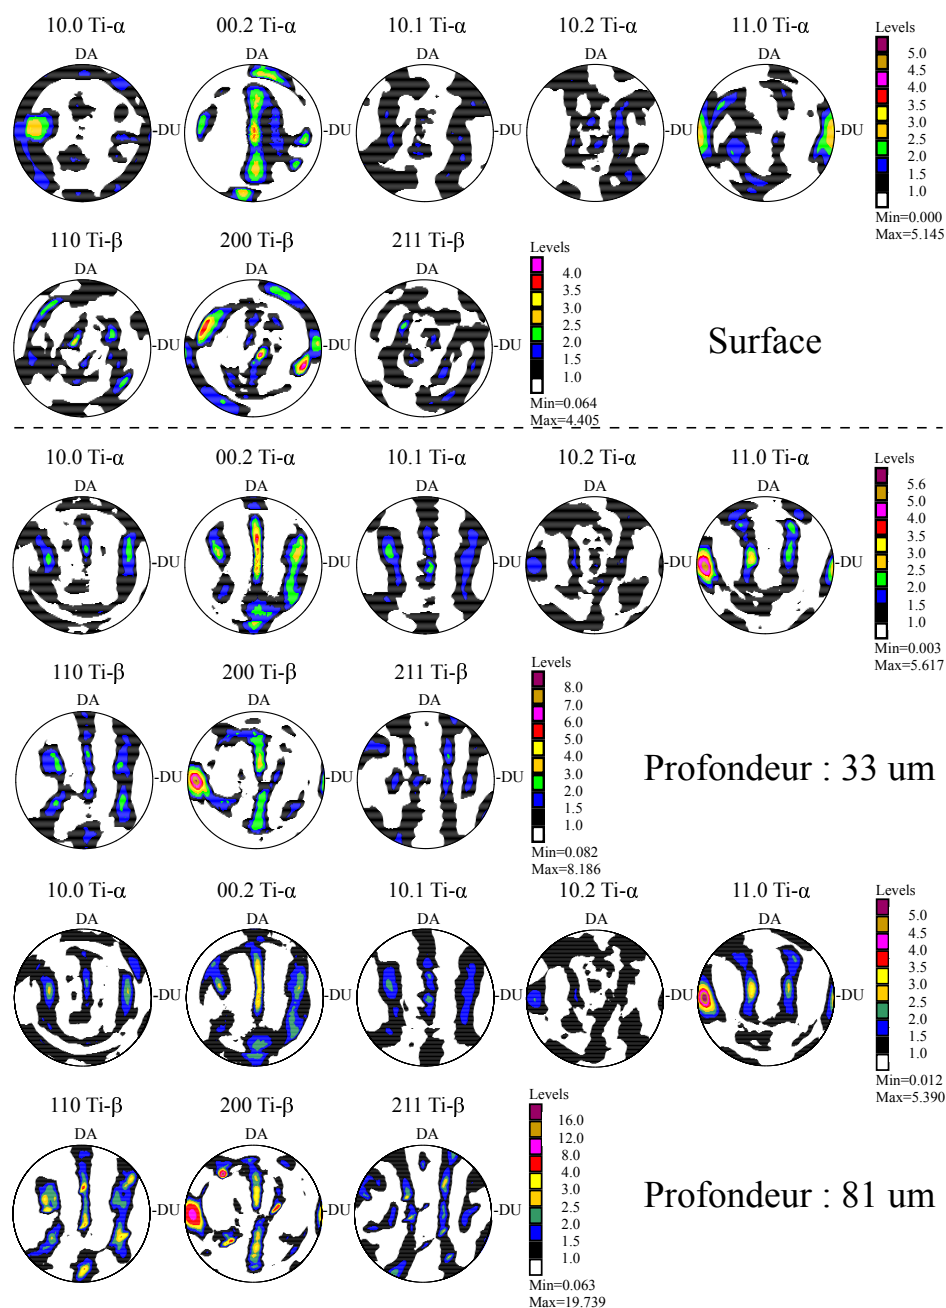 10.0 Ti-α 00.2 Ti-α 10.1 Ti-α 10.2 Ti-α 11.0 Ti-α
Levels
DA DA DA DA DA
-DU -DU -DU -DU -DU
5.0
4.5
4.0
3.5
3.0
2.5
2.0
1.5
1.0
Min=0.000
Max=5.145
110 Ti-β 200 Ti-β 211 Ti-β
Levels
DA DA DA
-DU -DU -DU
4.0
3.5
3.0
2.5
2.0
1.5
1.0
Min=0.064
Max=4.405
Surface
10.0 Ti-α 00.2 Ti-α 10.1 Ti-α 10.2 Ti-α 11.0 Ti-α
Levels
DA DA DA DA DA
-DU -DU -DU -DU -DU
5.6
5.0
4.0
3.5
3.0
2.5
2.0
1.5
1.0
Min=0.003
Max=5.617
110 Ti-β 200 Ti-β 211 Ti-β
Levels
DA DA DA
-DU -DU -DU
8.0
7.0
6.0
5.0
4.0
3.0
2.0
1.5
1.0
Min=0.082
Max=8.186
Profondeur : 33 um
10.0 Ti-α 00.2 Ti-α 10.1 Ti-α 10.2 Ti-α 11.0 Ti-α
Levels
DA DA DA DA DA
-DU -DU -DU -DU -DU
5.0
4.5
4.0
3.5
3.0
2.5
2.0
1.5
1.0
Min=0.012
Max=5.390
110 Ti-β 200 Ti-β 211 Ti-β
Levels
DA DA DA
-DU -DU -DU
16.0
12.0
8.0
4.0
3.0
2.5
2.0
1.5
1.0
Min=0.063
Max=19.739
Profondeur : 81 um